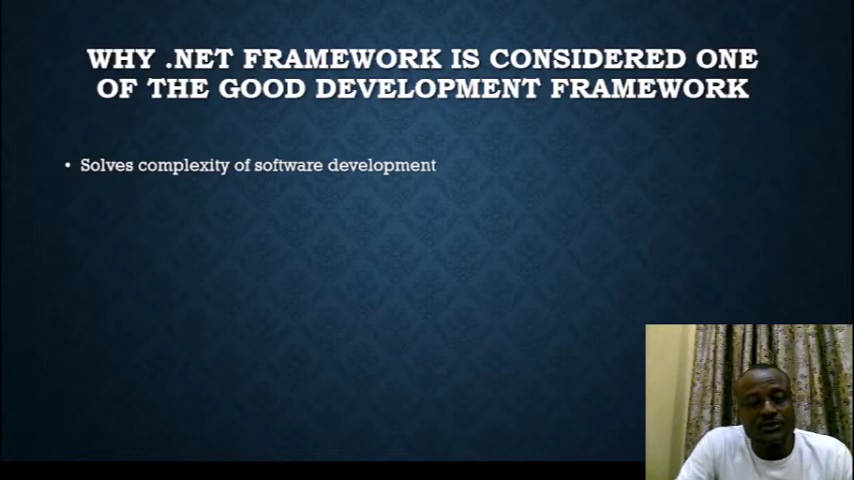 WHY .NET FRAMEWORK IS CONSIDERED ONE
OF THE GOOD DEVELOPMENT FRAMEWORK
• Solves complexity of software development